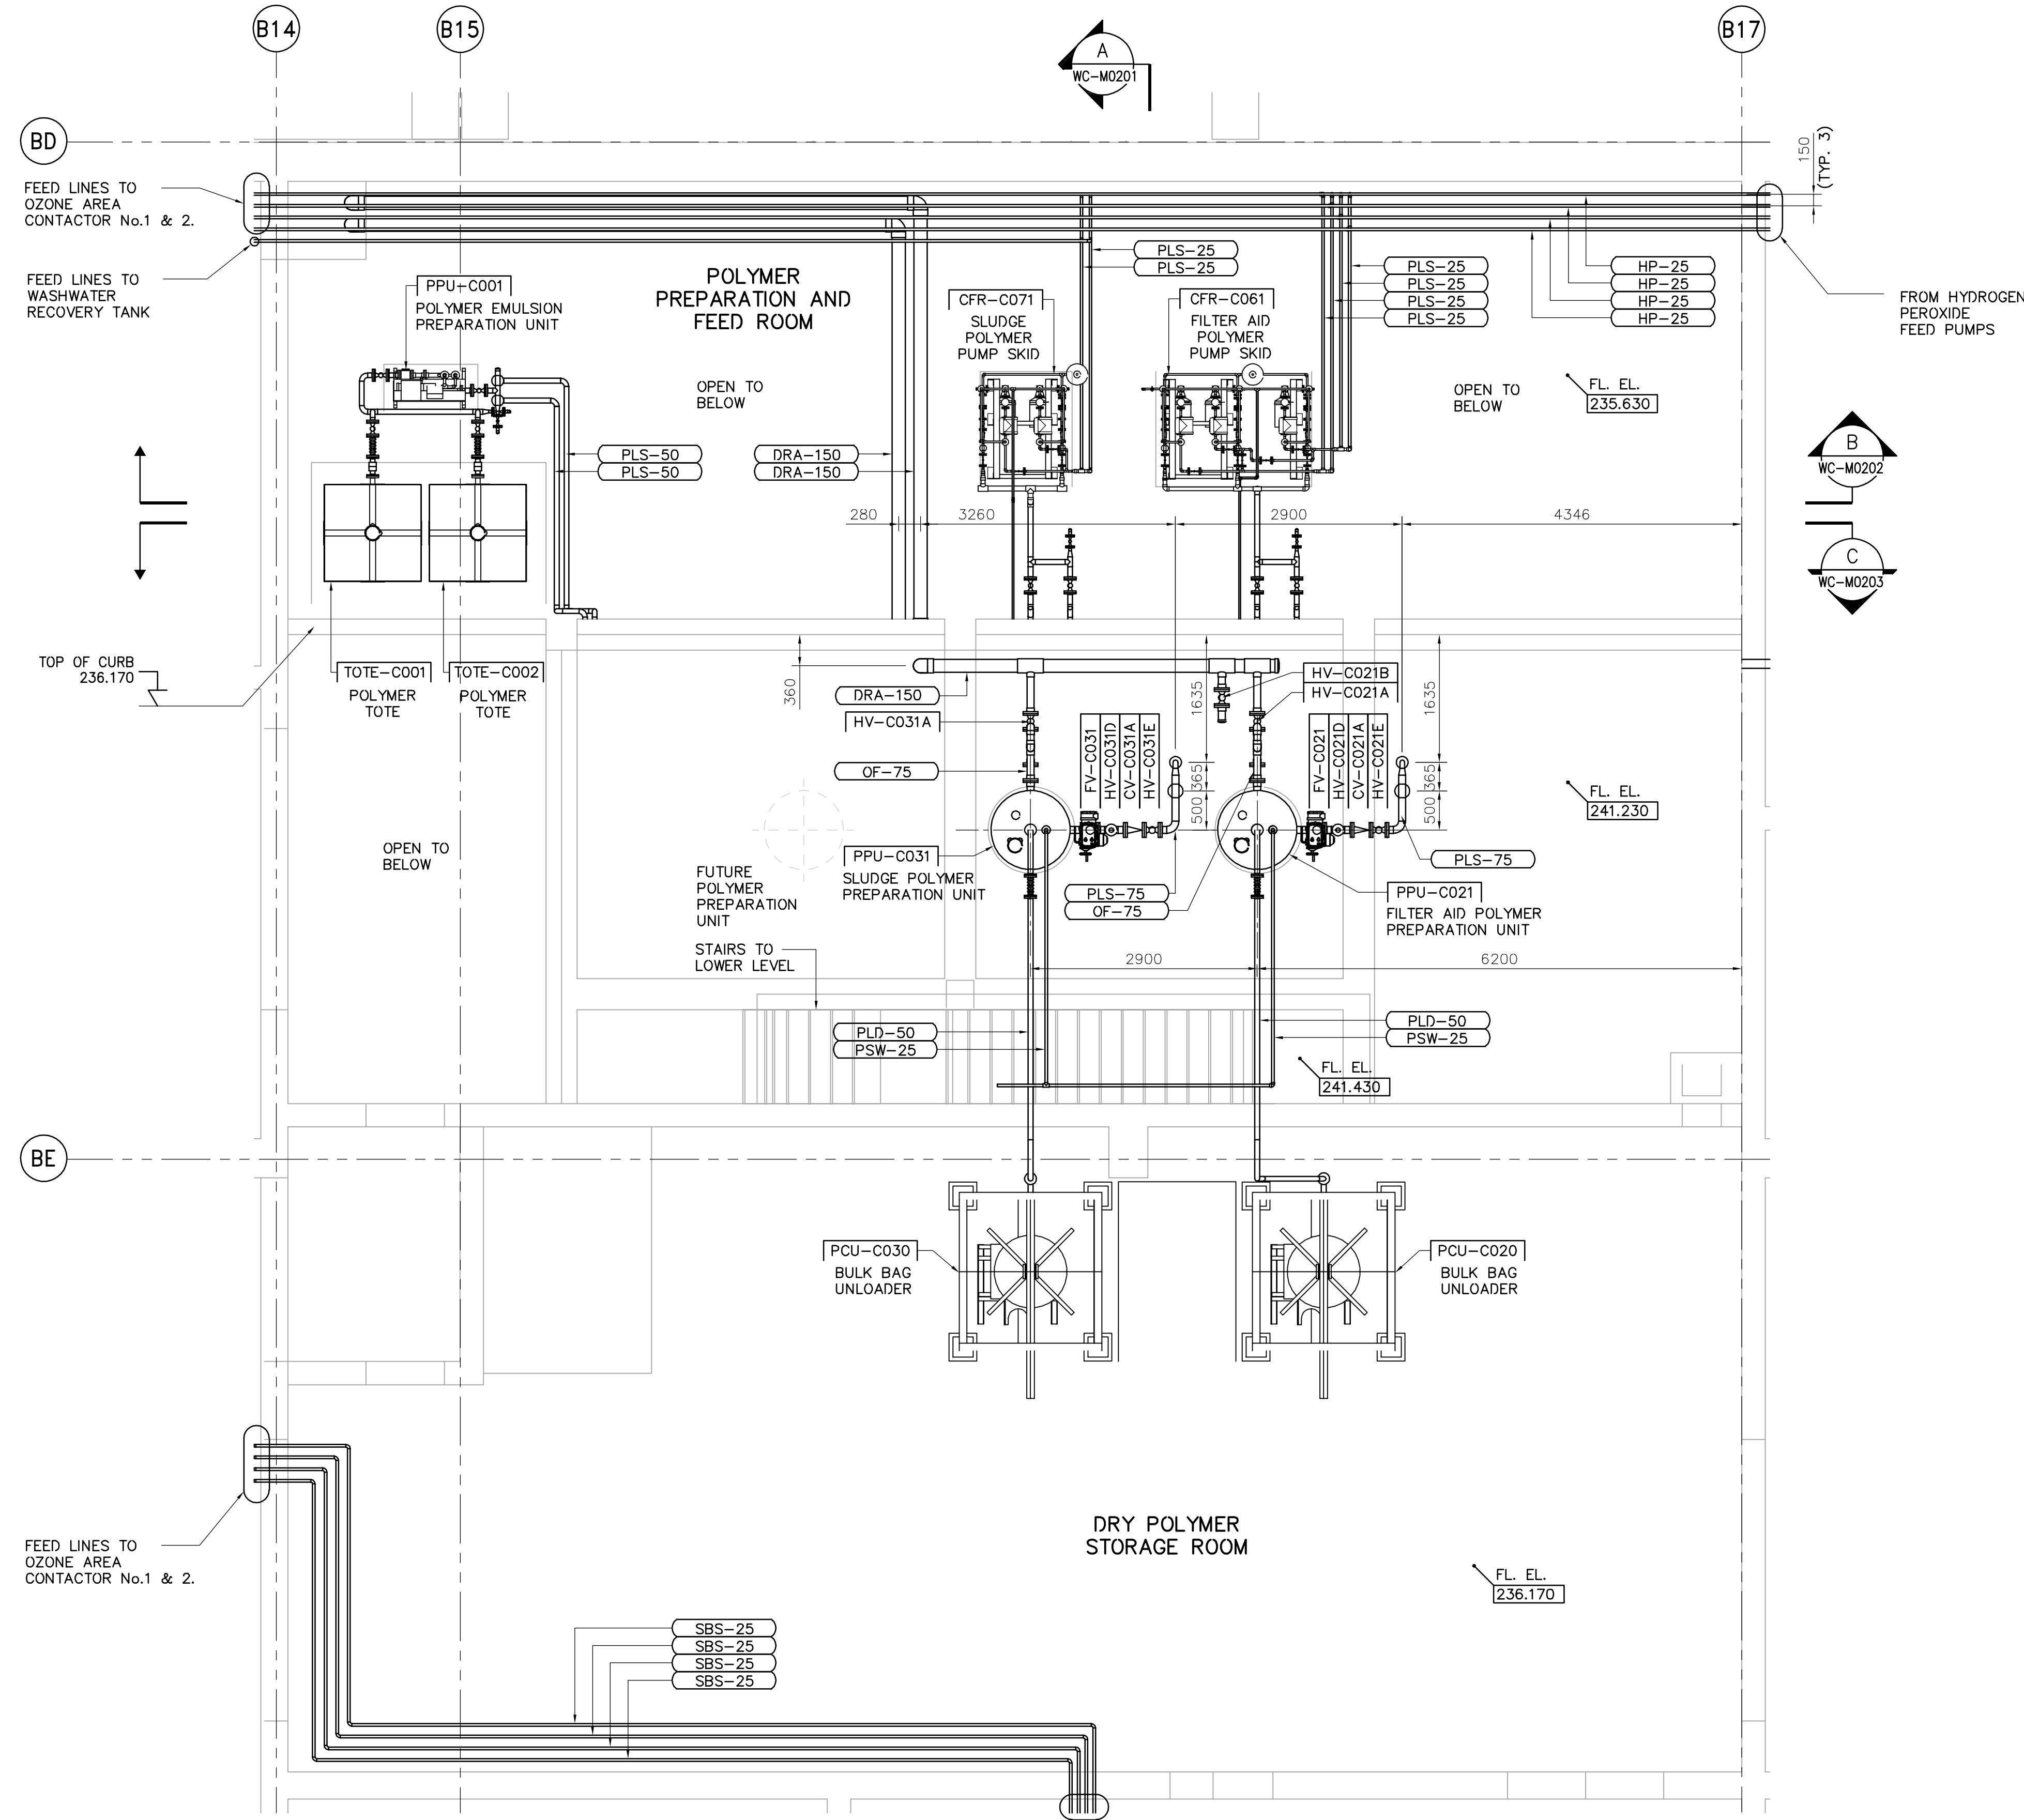 B14
B15
A
WC-M0201
B17
BD
150
(TYP. 3)
FEED LINES TO
OZONE AREA
CONTACTOR No.1 & 2.
FEED LINES TO
WASHWATER
RECOVERY TANK
PPU-C001
POLYMER EMULSION
PREPARATION UNIT
POLYMER
PREPARATION AND
FEED ROOM
PLS-25
PLS-25
CFR-C071
SLUDGE
POLYMER
PUMP SKID
CFR-C061
FILTER AID
POLYMER
PUMP SKID
PLS-25
PLS-25
PLS-25
PLS-25
HP-25
HP-25
HP-25
HP-25
FROM HYDROGEN
PEROXIDE
FEED PUMPS
OPEN TO
BELOW
OPEN TO
BELOW
FL. EL.
235.630
PLS-50
PLS-50
DRA-150
DRA-150
B
WC-M0202
280
3260
2900
4346
C
WC-M0203
TOP OF CURB
236.170
TOTE-C001
POLYMER
TOTE
TOTE-C002
POLYMER
TOTE
360
DRA-150
HV-C031A
OF-75
HV-C021B
HV-C021A
1635
365
500
1635
365
500
FV-C031
HV-C031D
CV-C031A
HV-C031E
FV-C021
HV-C021D
CV-C021A
HV-C021E
FL. EL.
241.230
OPEN TO
BELOW
FUTURE
POLYMER
PREPARATION
UNIT
PPU-C031
SLUDGE POLYMER
PREPARATION UNIT
PLS-75
OF-75
PLS-75
PPU-C021
FILTER AID POLYMER
PREPARATION UNIT
STAIRS TO
LOWER LEVEL
2900
6200
PLD-50
PSW-25
PLD-50
PSW-25
FL. EL.
241.430
BE
PCU-C030
BULK BAG
UNLOADER
PCU-C020
BULK BAG
UNLOADER
DRY POLYMER
STORAGE ROOM
FEED LINES TO
OZONE AREA
CONTACTOR No.1 & 2.
FL. EL.
236.170
SBS-25
SBS-25
SBS-25
SBS-25